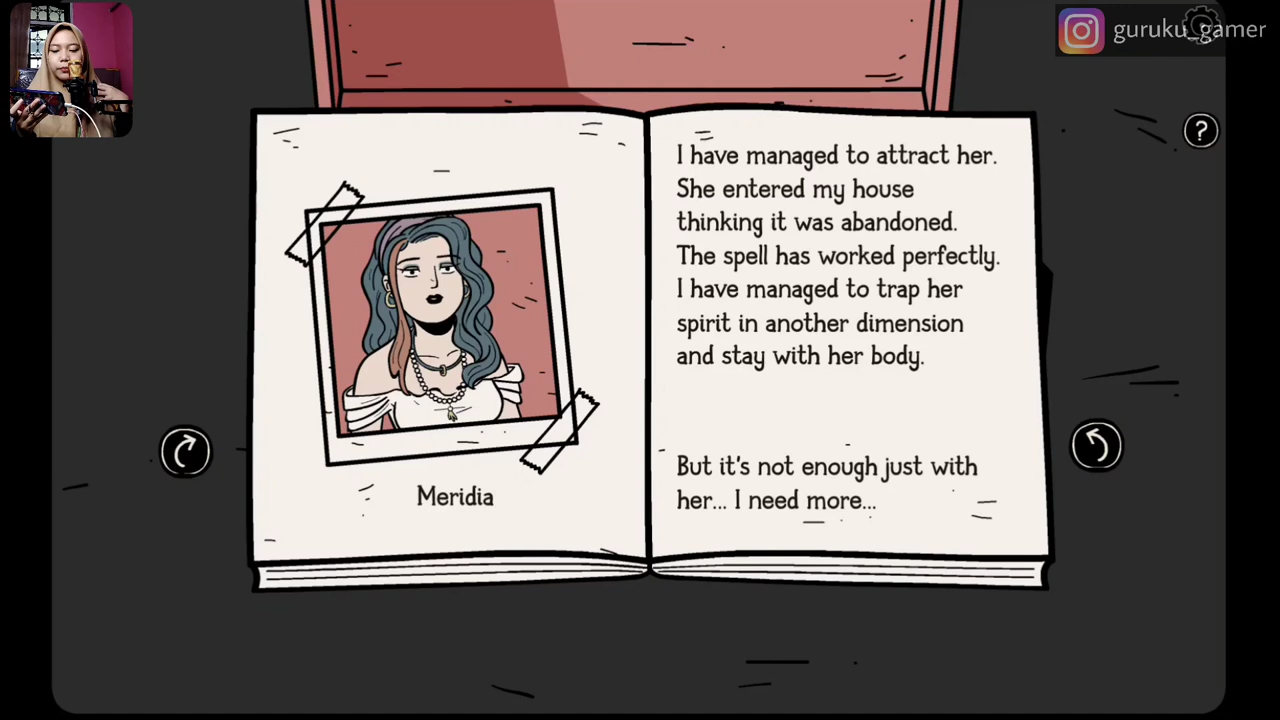 guruku_gamer
?
I have managed to attract her.
She entered my house
thinking it was abandoned.
The spell has worked perfectly.
I have managed to trap her
spirit in another dimension
and stay with her body.
But it's not enough just with
her... I need more...
Meridia